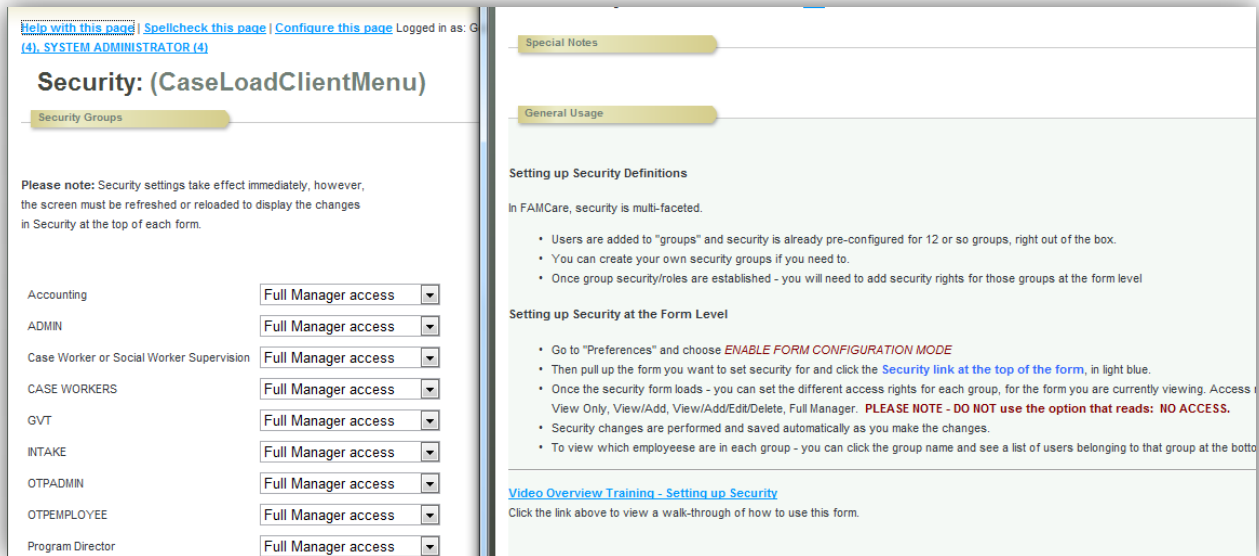 Help with this page | Spellcheck this page | Configure this page Logged in as: G
(4), SYSTEM ADMINISTRATOR (4)
Security: (CaseLoadClientMenu)
Security Groups
Please note: Security settings take effect immediately, however,
the screen must be refreshed or reloaded to display the changes
in Security at the top of each form.
Accounting Full Manager access
ADMIN Full Manager access
Case Worker or Social Worker Supervision Full Manager access
CASE WORKERS Full Manager access
GVT Full Manager access
INTAKE Full Manager access
OTPADMIN Full Manager access
OTPEMPLOYEE Full Manager access
Program Director Full Manager access
Special Notes
General Usage
Setting up Security Definitions
In FAMCare, security is multi-faceted.
• Users are added to "groups" and security is already pre-configured for 12 or so groups, right out of the box.
• You can create your own security groups if you need to.
• Once group security/roles are established - you will need to add security rights for those groups at the form level
Setting up Security at the Form Level
• Go to "Preferences" and choose ENABLE FORM CONFIGURATION MODE
• Then pull up the form you want to set security for and click the Security link at the top of the form, in light blue.
• Once the security form loads - you can set the different access rights for each group, for the form you are currently viewing. Access
View Only, View/Add, View/Add/Edit/Delete, Full Manager. PLEASE NOTE - DO NOT use the option that reads: NO ACCESS.
• Security changes are performed and saved automatically as you make the changes.
• To view which employeese are in each group - you can click the group name and see a list of users belonging to that group at the botto
Video Overview Training - Setting up Security
Click the link above to view a walk-through of how to use this form.